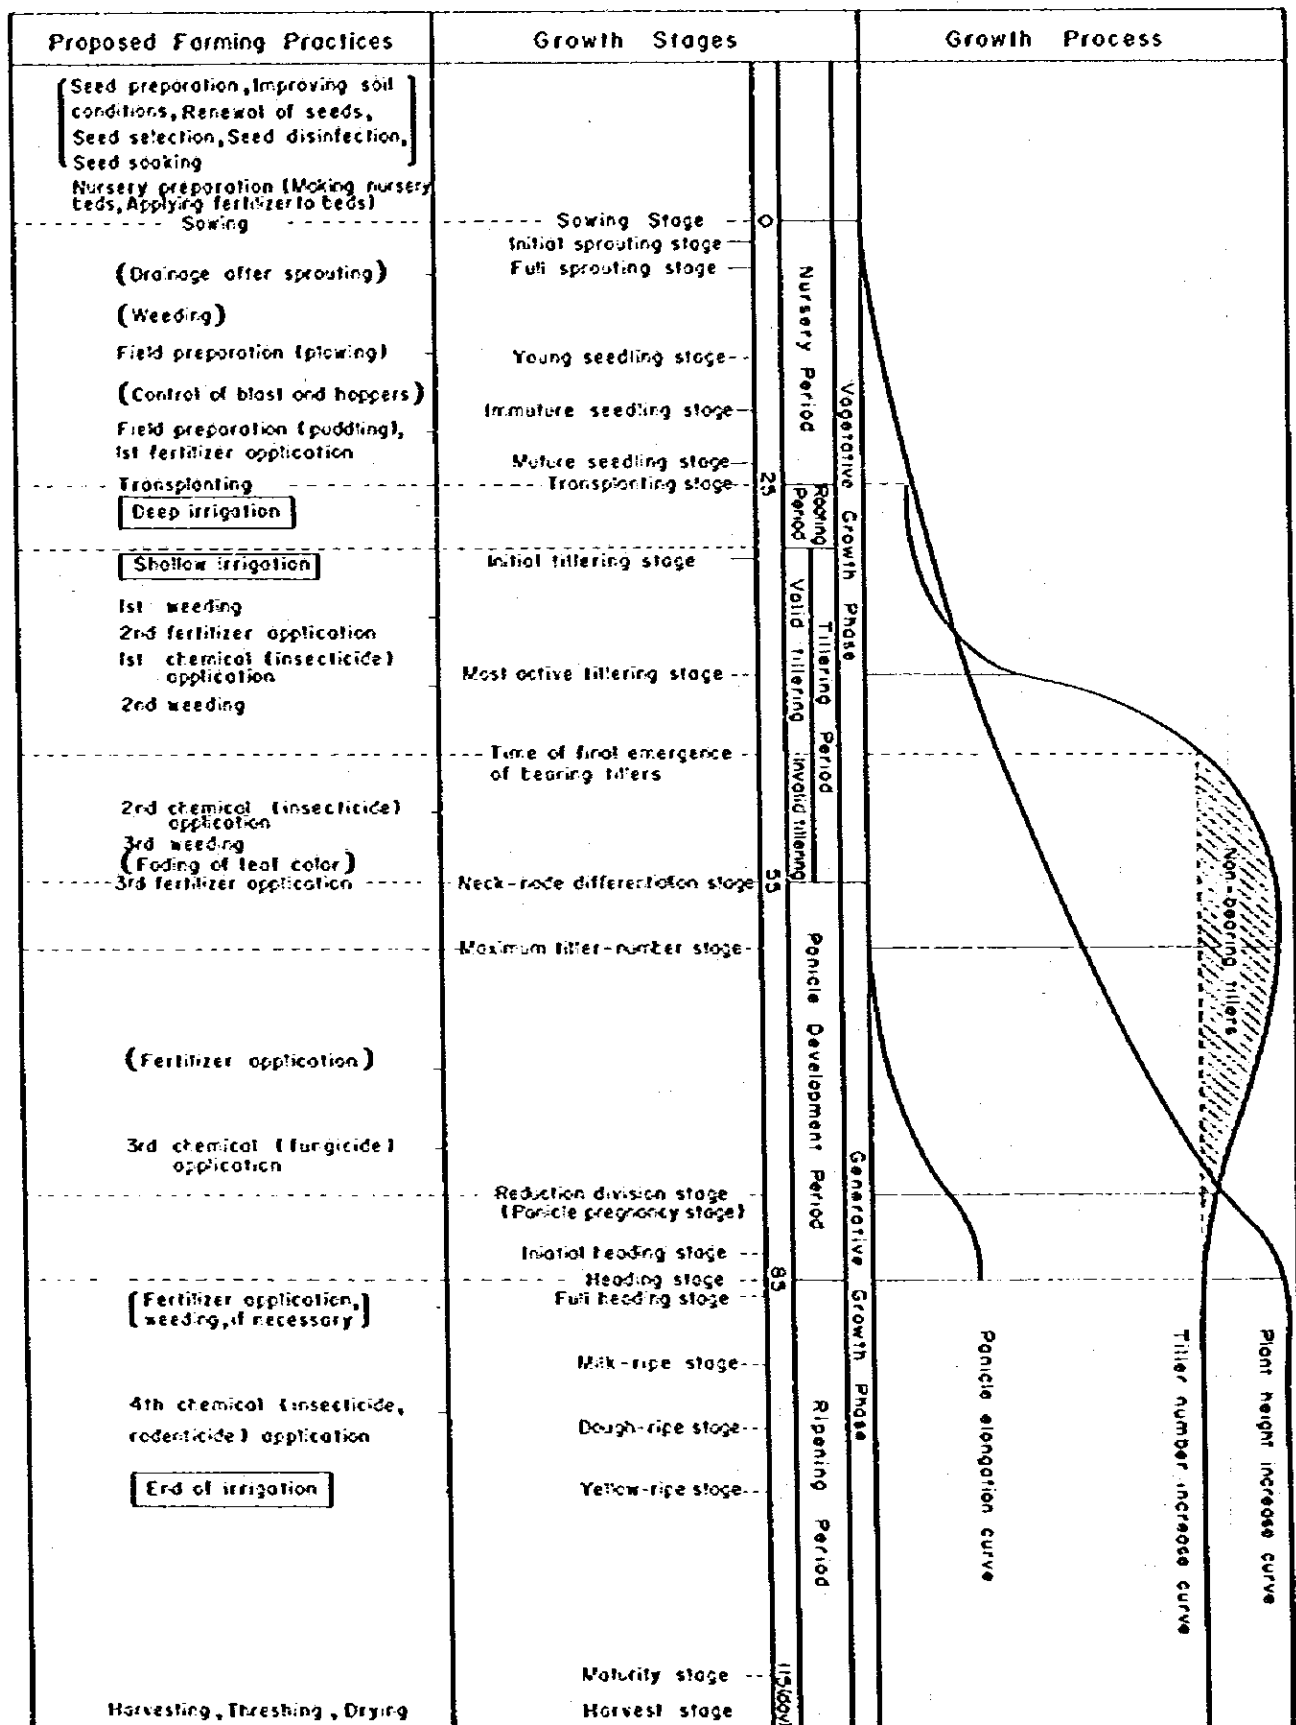 Proposed Farming Practices
Growth Stages
Growth Process
Seed preparation, Improving soil
conditions, Renewal of seeds,
Seed selection, Seed disinfection,
Seed soaking
Nursery preparation (Making nursery
beds, Applying fertilizer to beds)
Sowing
(Drainage after sprouting)
(Weeding)
Field preparation (plowing)
(Control of blast and hoppers)
Field preparation (puddling),
1st fertilizer application
Transplanting
Deep irrigation
Shallow irrigation
1st weeding
2nd fertilizer application
1st chemical (insecticide)
application
2nd weeding
2nd chemical (insecticide)
application
3rd weeding
(Fading of leaf color)
3rd fertilizer application
(Fertilizer application)
3rd chemical (fungicide)
application
[Fertilizer application,
weeding, if necessary]
4th chemical (insecticide,
rodenticide) application
End of irrigation
Harvesting, Threshing, Drying
Sowing Stage
Initial sprouting stage
Full sprouting stage
Young seedling stage
Immature seedling stage
Mature seedling stage
Transplanting stage
Initial tillering stage
Most active tillering stage
Time of final emergence
of bearing tillers
Neck-node differentiaton stage
Maximum tiller-number stage
Reduction division stage
(Panicle pregnancy stage)
Iniatial heading stage
Heading stage
Full heading stage
Milk-ripe stage
Dough-ripe stage
Yellow-ripe stage
Maturity stage
Harvest stage
0
25
55
85
115(day)
Nursery Period
Rooting
Period
Valid tillering
Invalid tillering
Tillering Period
Panicle Development Period
Ripening Period
Vagetative Growth Phase
Generative Growth Phase
Non-bearing tillers
Panicle elongation curve
Tiller number increase curve
Plant height increase curve